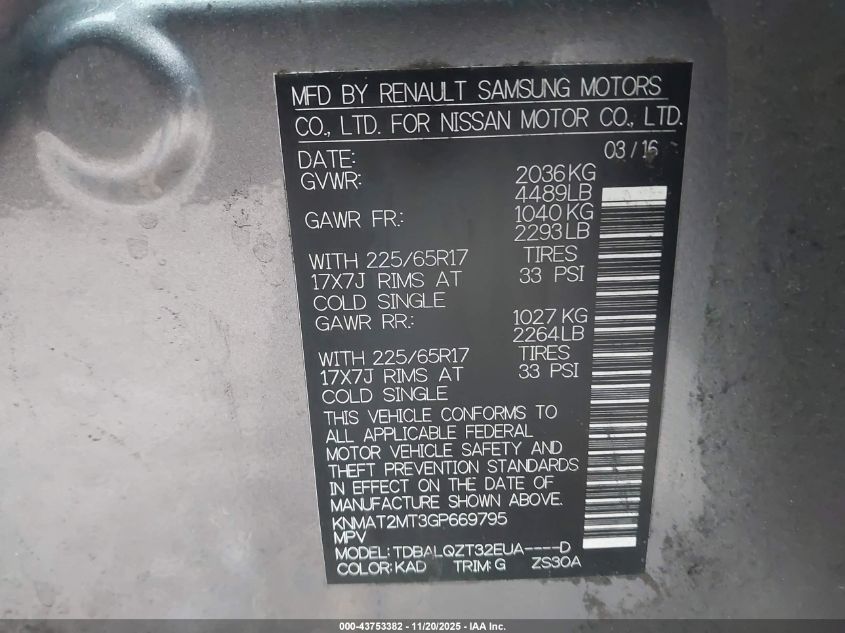 MFD BY RENAULT SAMSUNG MOTORS
CO., LTD. FOR NISSAN MOTOR CO., LTD.
DATE: 03/16
GVWR: 2036KG
4489LB
GAWR FR.: 1040KG
2293LB
WITH 225/65R17 TIRES
17X7J RIMS AT 33 PSI
COLD SINGLE
GAWR RR.: 1027KG
2264LB
WITH 225/65R17 TIRES
17X7J RIMS AT 33 PSI
COLD SINGLE
THIS VEHICLE CONFORMS TO
ALL APPLICABLE FEDERAL
MOTOR VEHICLE SAFETY AND
THEFT PREVENTION STANDARDS
IN EFFECT ON THE DATE OF
MANUFACTURE SHOWN ABOVE.
KNMAT2MT3GP669795
MPV
MODEL: TDBALQZT32EUA----D
COLOR: KAD TRIM: G ZS30A
000-43753382 - 11/20/2025 - IAA Inc.